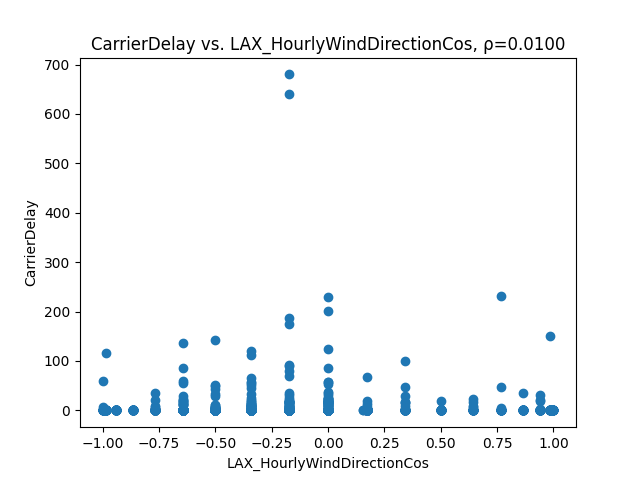 CarrierDelay vs. LAX_HourlyWindDirectionCos, ρ=0.0100
700
600
500
400
300
200
100
0
CarrierDelay
−1.00 −0.75 −0.50 −0.25 0.00 0.25 0.50 0.75 1.00
LAX_HourlyWindDirectionCos